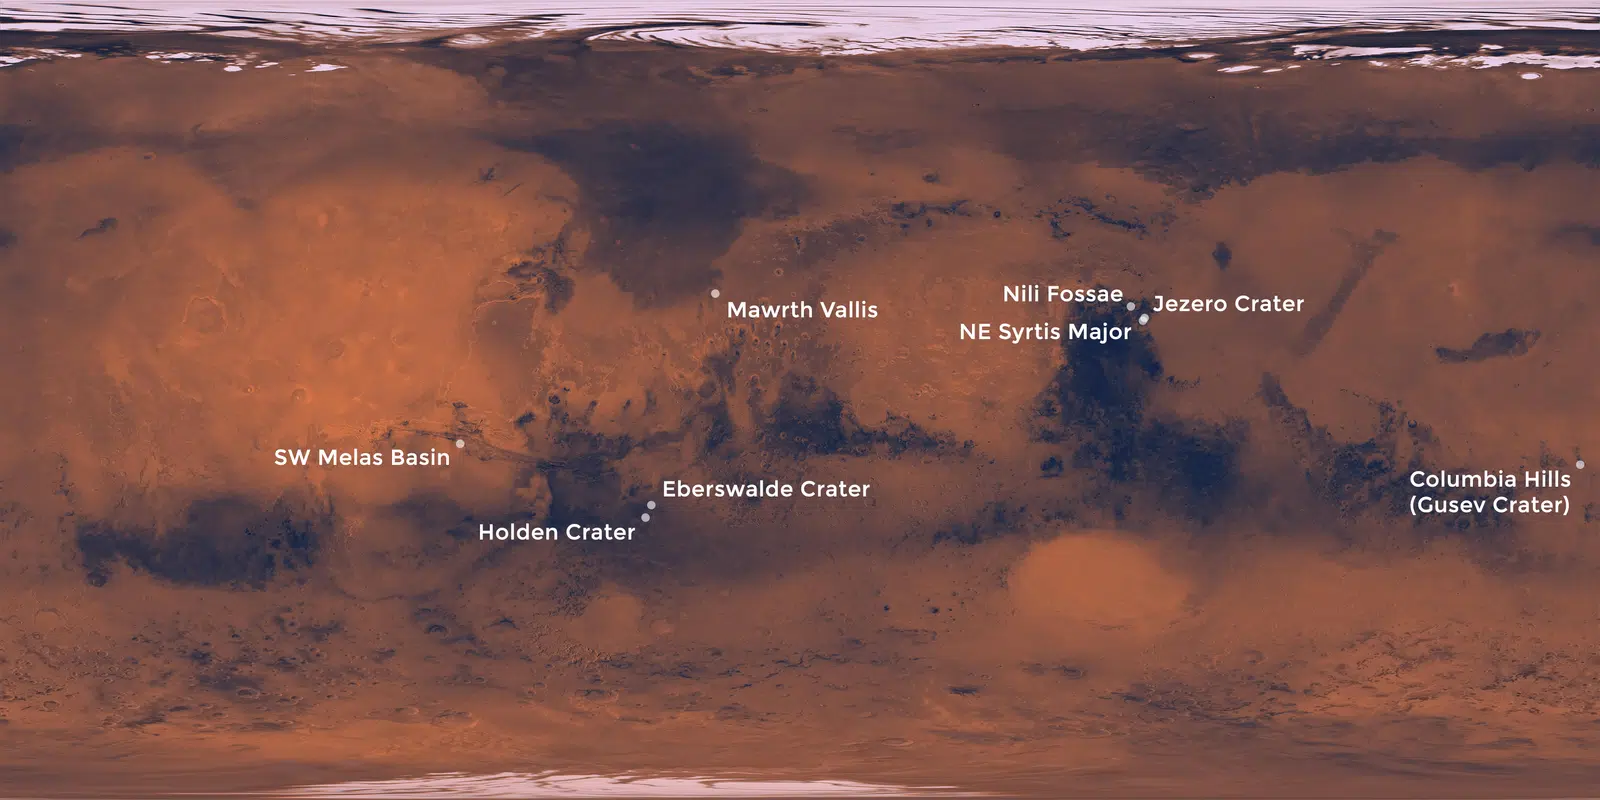 Nili Fossae
Jezero Crater
Mawrth Vallis
NE Syrtis Major
SW Melas Basin
Columbia Hills
(Gusev Crater)
Eberswalde Crater
Holden Crater